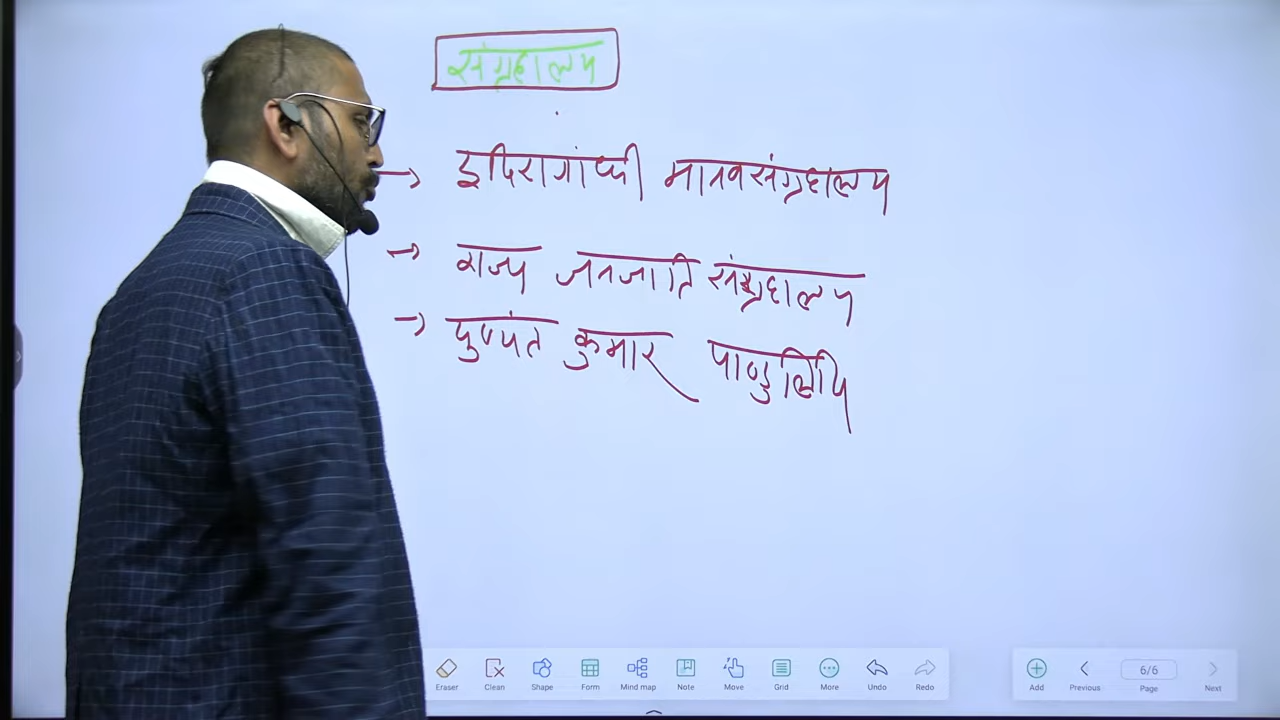 संग्रहालय
→ इदिरागांधी मानवसंग्रहालय
→ राज्य जनजाति संग्रहालय
→ कुमार पाण्डुलिपि
Eraser Clean Shape Form Mind map Note Move Grid More Undo Redo
Add Previous 6/6 Page Next